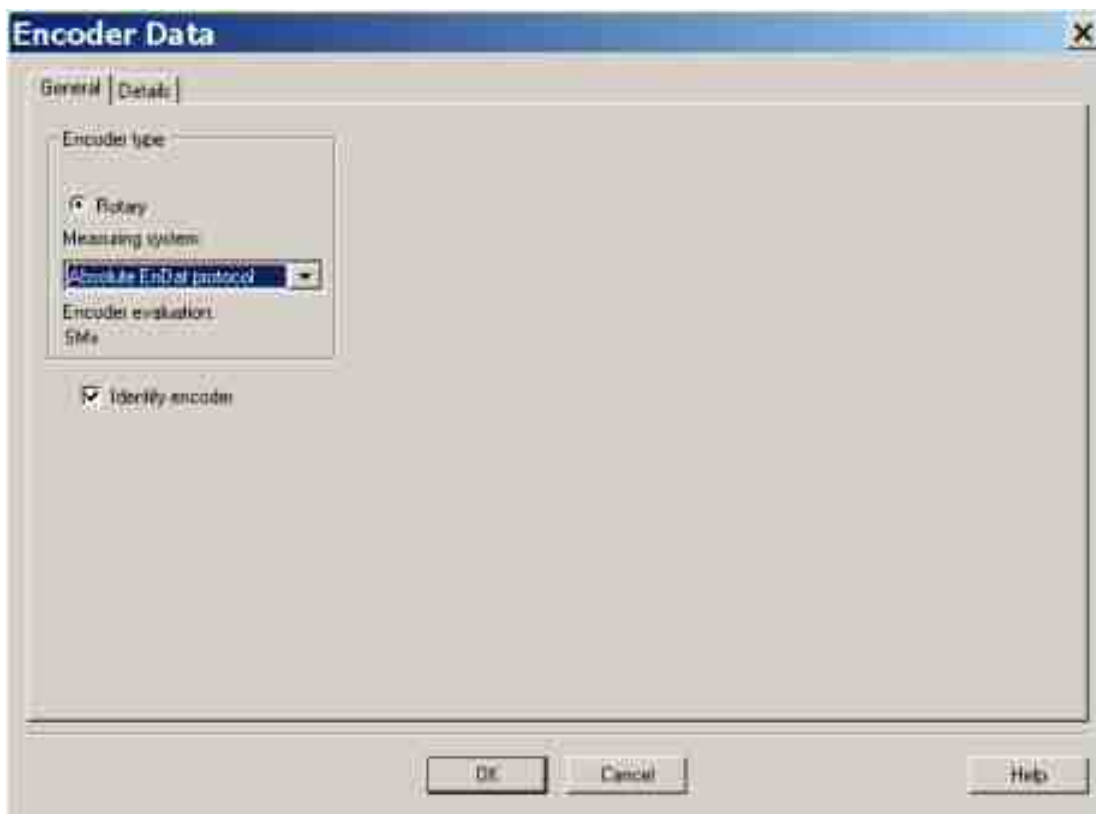 Encoder Data
General Details
Encoder type
Rotary
Measuring system
Absolute EnDat protocol
Encoder evaluation
SMx
Identify encoder
OK Cancel Help